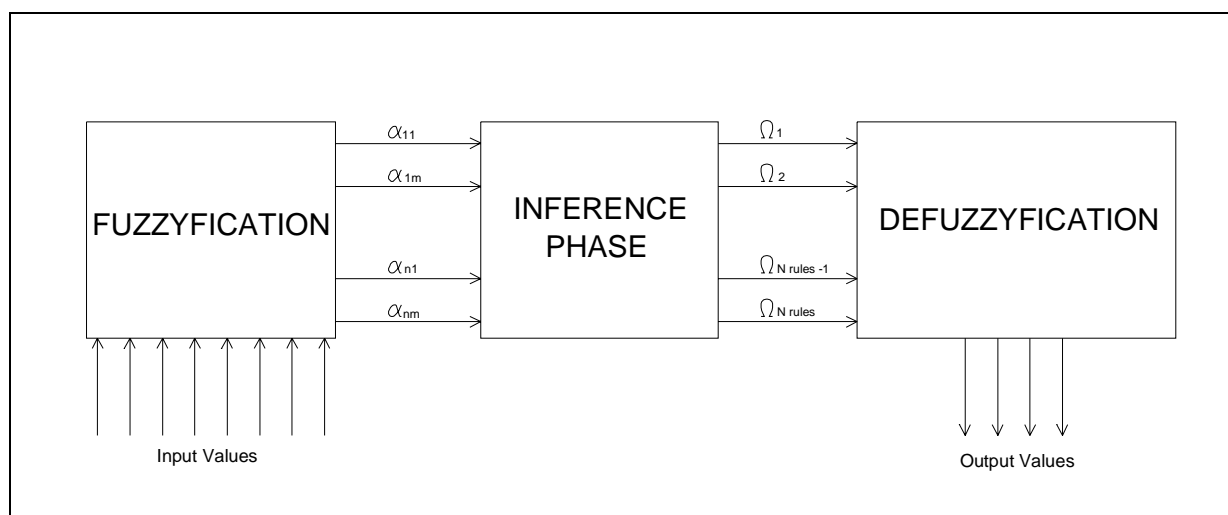 FUZZYFICATION
α11
α1m
αn1
αnm
INFERENCE
PHASE
Ω1
Ω2
ΩN rules -1
ΩN rules
DEFUZZYFICATION
Input Values
Output Values